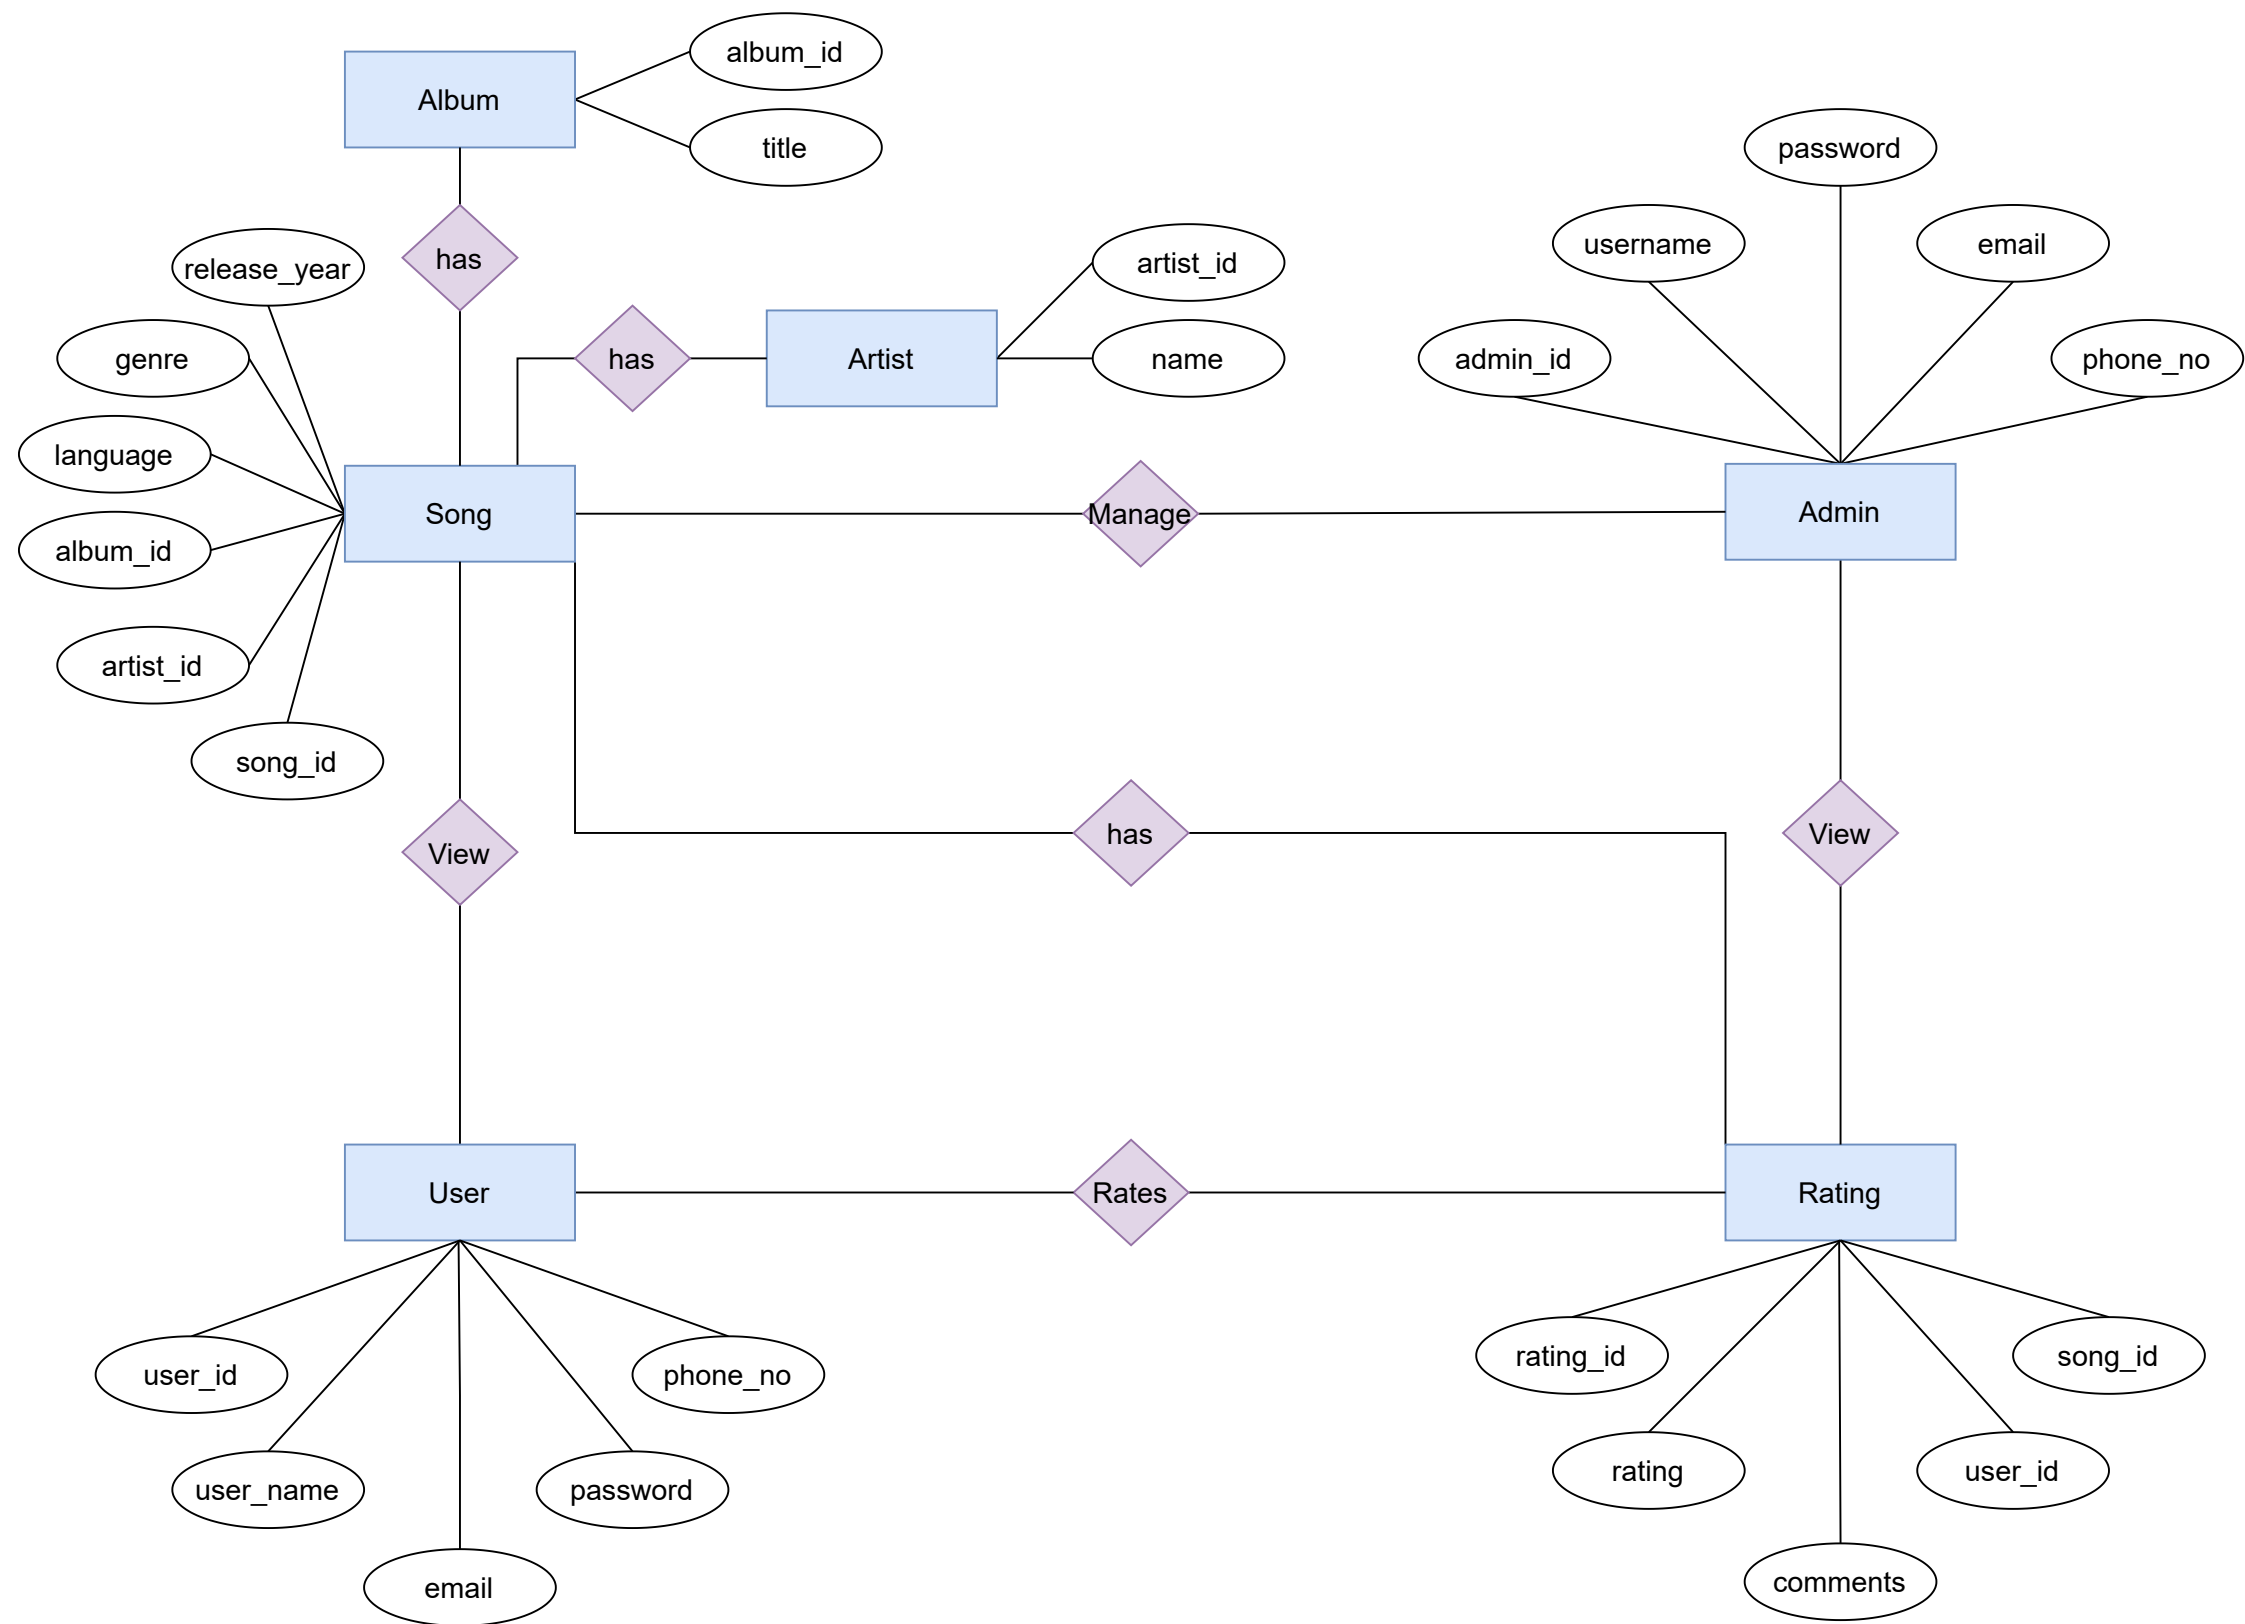 album_id
Album
title
password
username
email
release_year
has
artist_id
genre
has
Artist
name
admin_id
phone_no
language
Song
Manage
Admin
album_id
artist_id
song_id
View
has
View
User
Rates
Rating
user_id
phone_no
rating_id
song_id
user_name
password
rating
user_id
email
comments